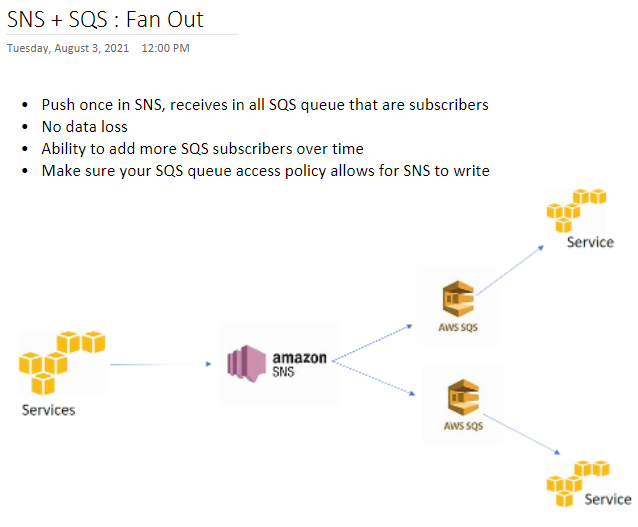 SNS + SQS : Fan Out
Tuesday, August 3, 2021 12:00 PM
• Push once in SNS, receives in all SQS queue that are subscribers
• No data loss
• Ability to add more SQS subscribers over time
• Make sure your SQS queue access policy allows for SNS to write
Service
AWS SQS
amazon
SNS
Services
AWS SQS
Service